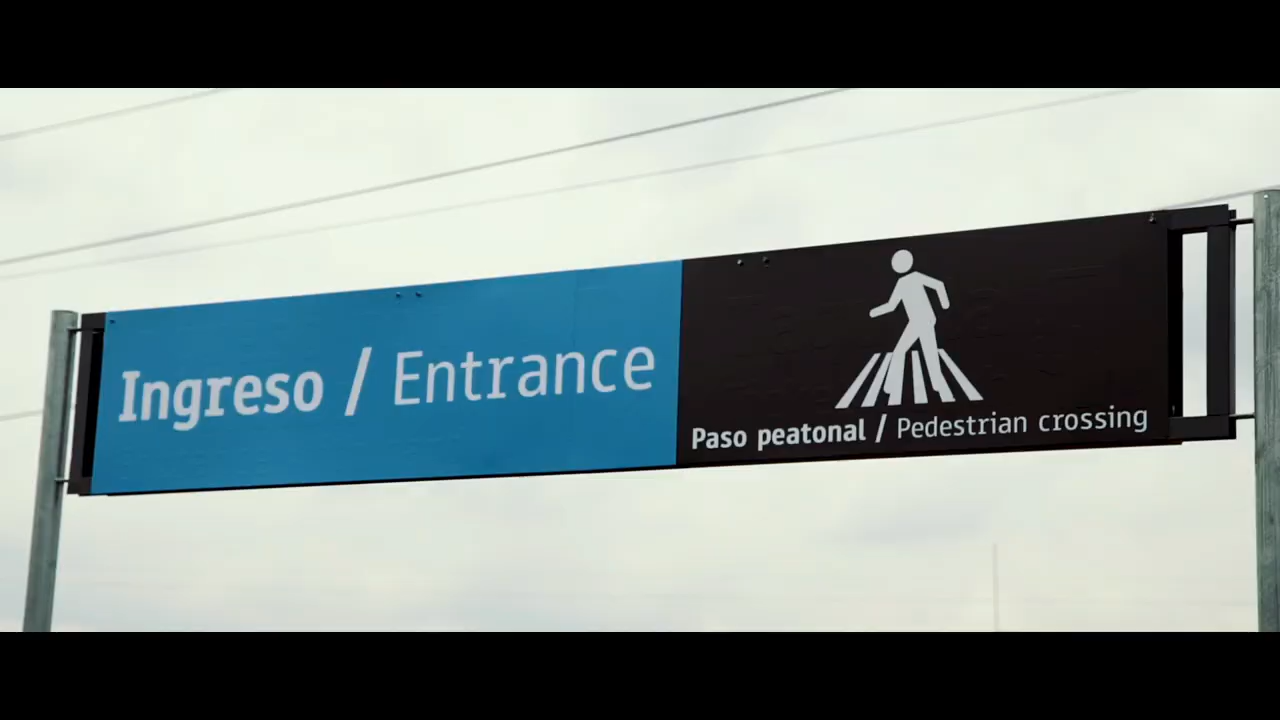 Ingreso / Entrance
Paso peatonal / Pedestrian crossing